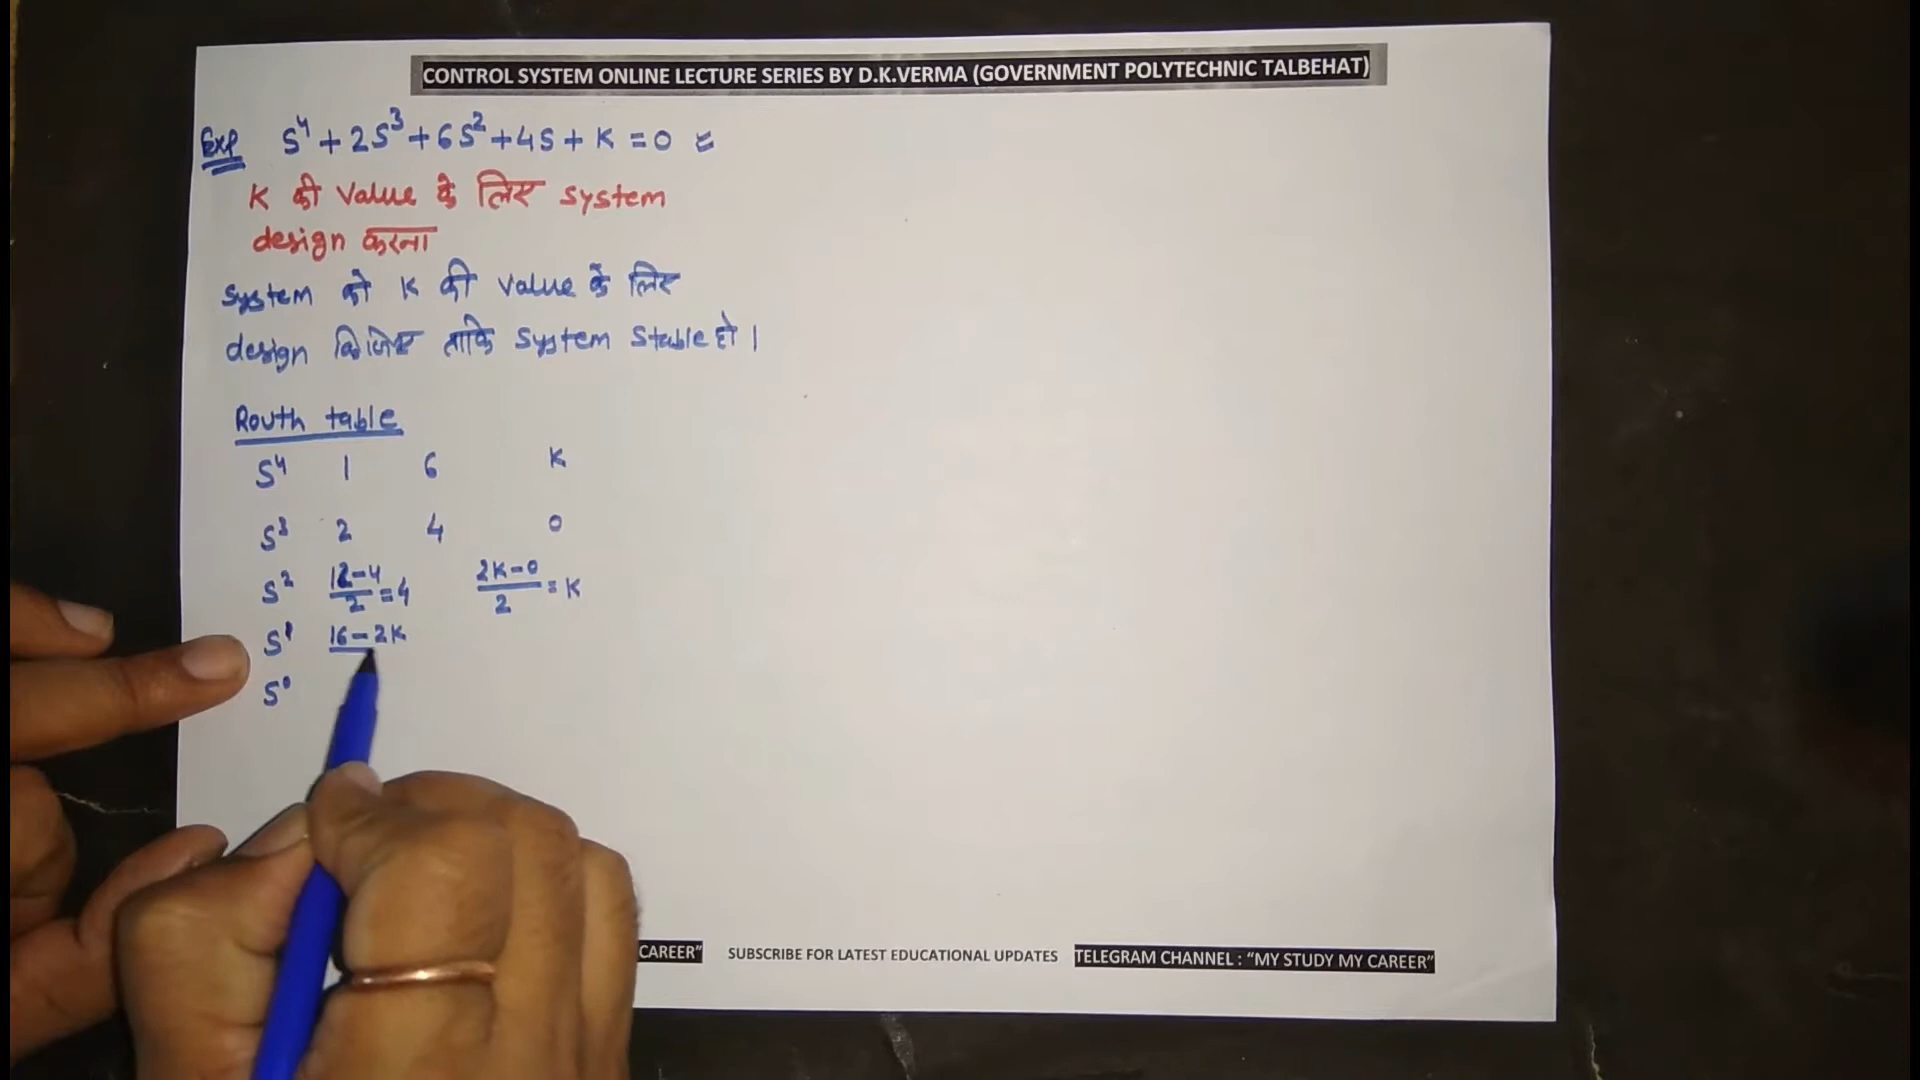 CONTROL SYSTEM ONLINE LECTURE SERIES BY D.K.VERMA (GOVERNMENT POLYTECHNIC TALBEHAT)
Exp S⁴ + 2S³ + 6S² + 4S + K = 0
K की Value के लिए system
design करना
system को K की value के लिए
design किजिए ताकि system stable हो ।
Routh table
S⁴ 1 6 K
S³ 2 4 0
S² 12-4/2 = 4 2K-0/2 = K
S¹ 16-2K
S⁰
CAREER” SUBSCRIBE FOR LATEST EDUCATIONAL UPDATES TELEGRAM CHANNEL : “MY STUDY MY CAREER”